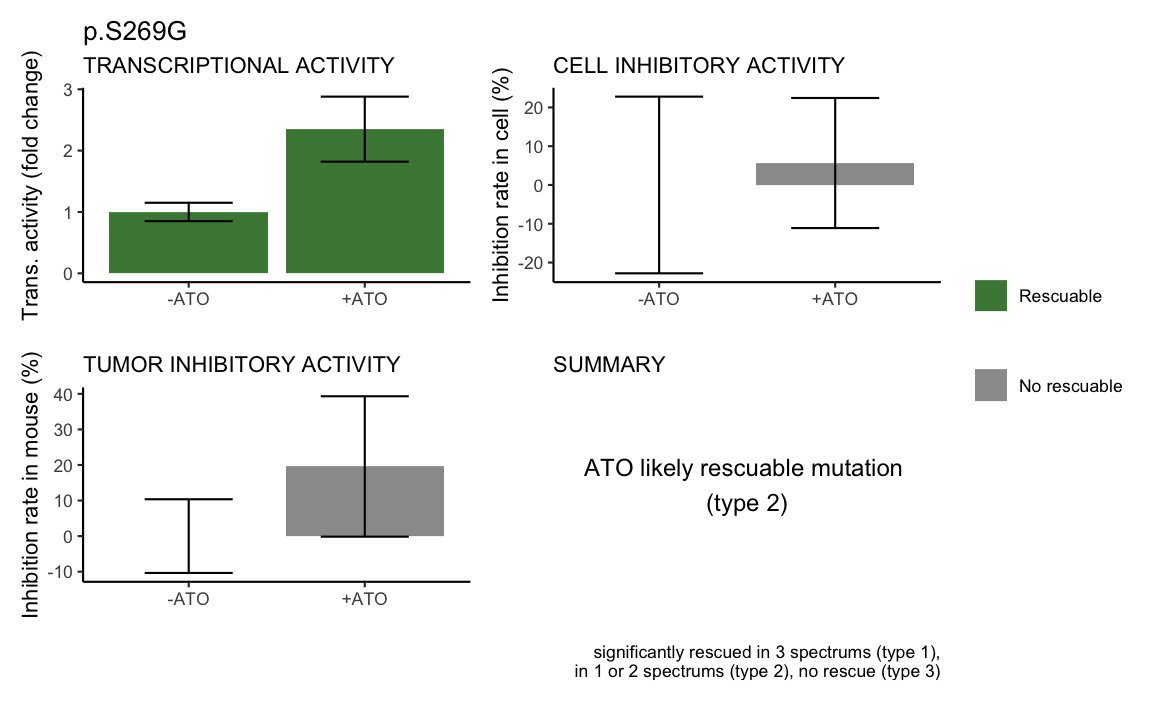 p.S269G
TRANSCRIPTIONAL ACTIVITY
Trans. activity (fold change)
3
2
1
0
-ATO
+ATO
CELL INHIBITORY ACTIVITY
Inhibition rate in cell (%)
20
10
0
-10
-20
-ATO
+ATO
Rescuable
No rescuable
TUMOR INHIBITORY ACTIVITY
Inhibition rate in mouse (%)
40
30
20
10
0
-10
-ATO
+ATO
SUMMARY
ATO likely rescuable mutation
(type 2)
significantly rescued in 3 spectrums (type 1),
in 1 or 2 spectrums (type 2), no rescue (type 3)